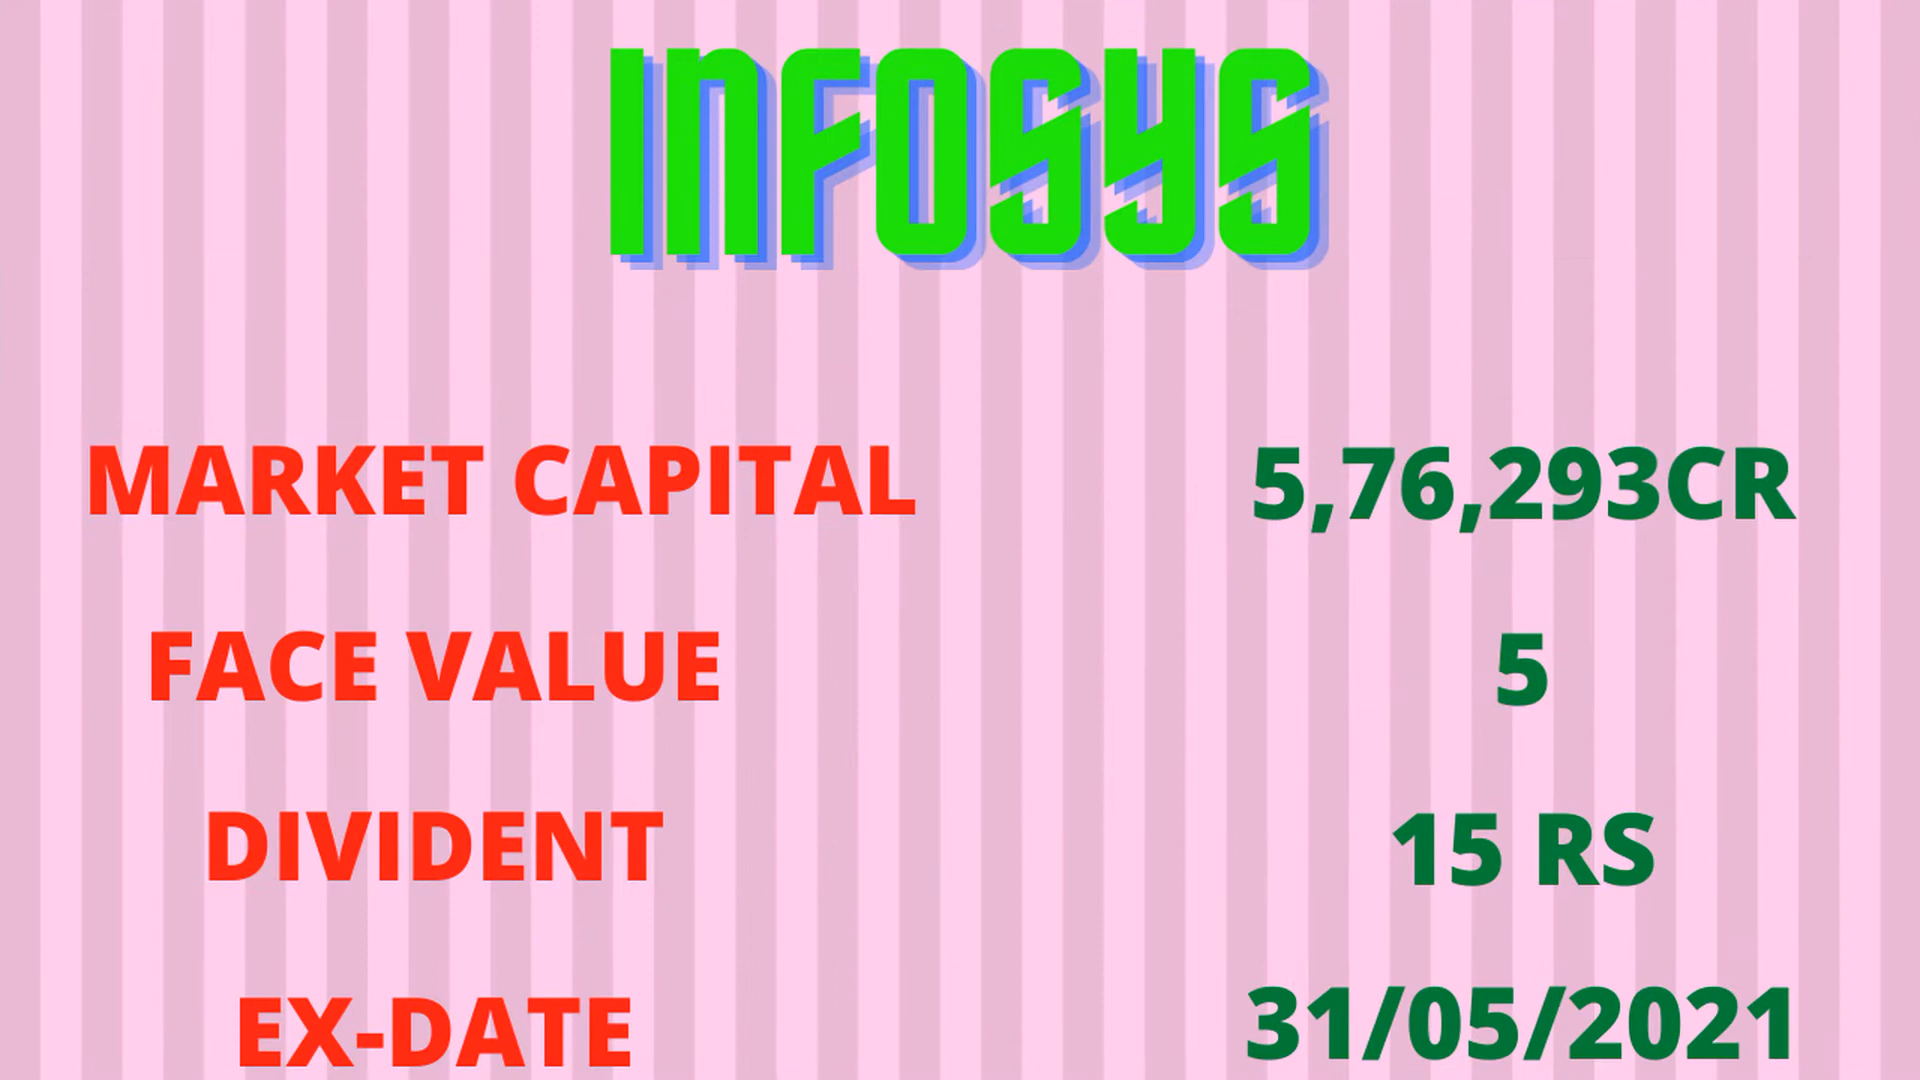 INFOSYS
MARKET CAPITAL 5,76,293CR
FACE VALUE 5
DIVIDENT 15 RS
EX-DATE 31/05/2021